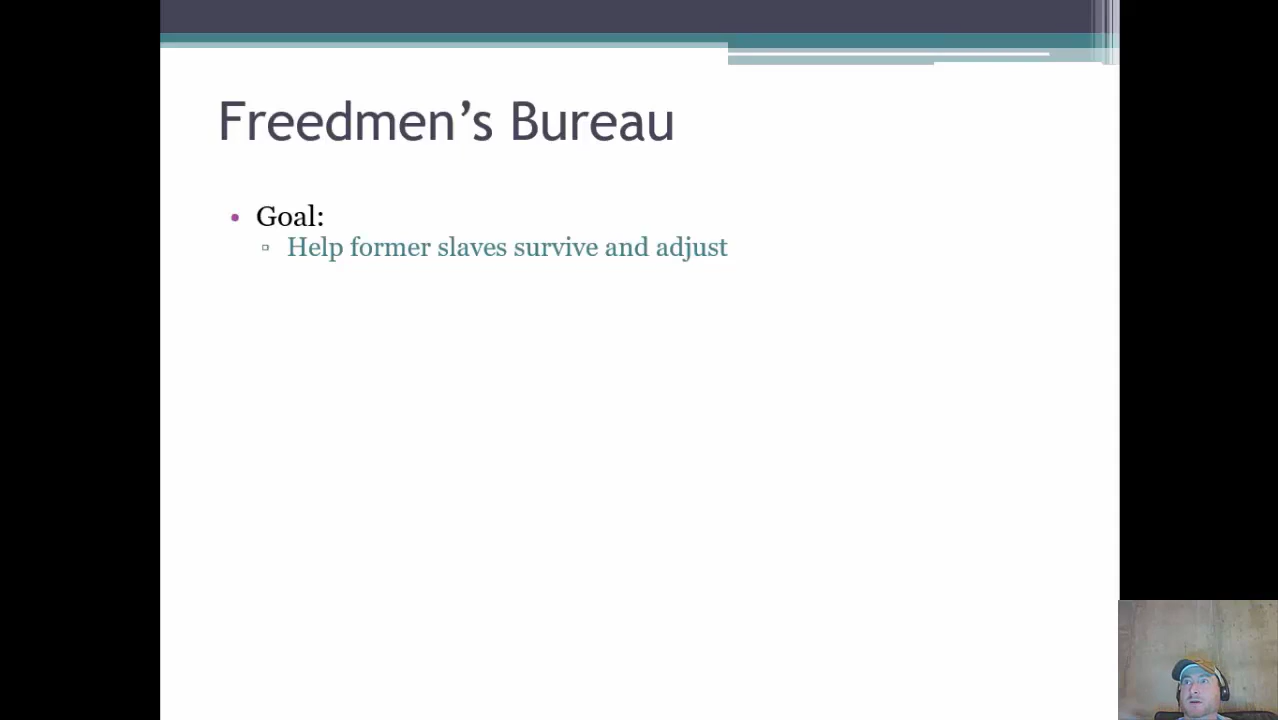 Freedmen’s Bureau
• Goal:
▫ Help former slaves survive and adjust